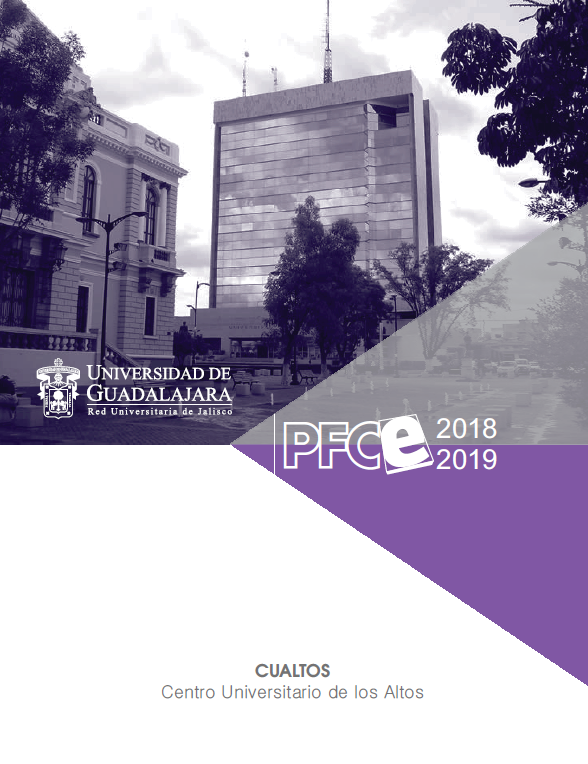 UNIVERSIDAD DE
GUADALAJARA
Red Universitaria de Jalisco
PFCe 2018
2019
CUALTOS
Centro Universitario de los Altos